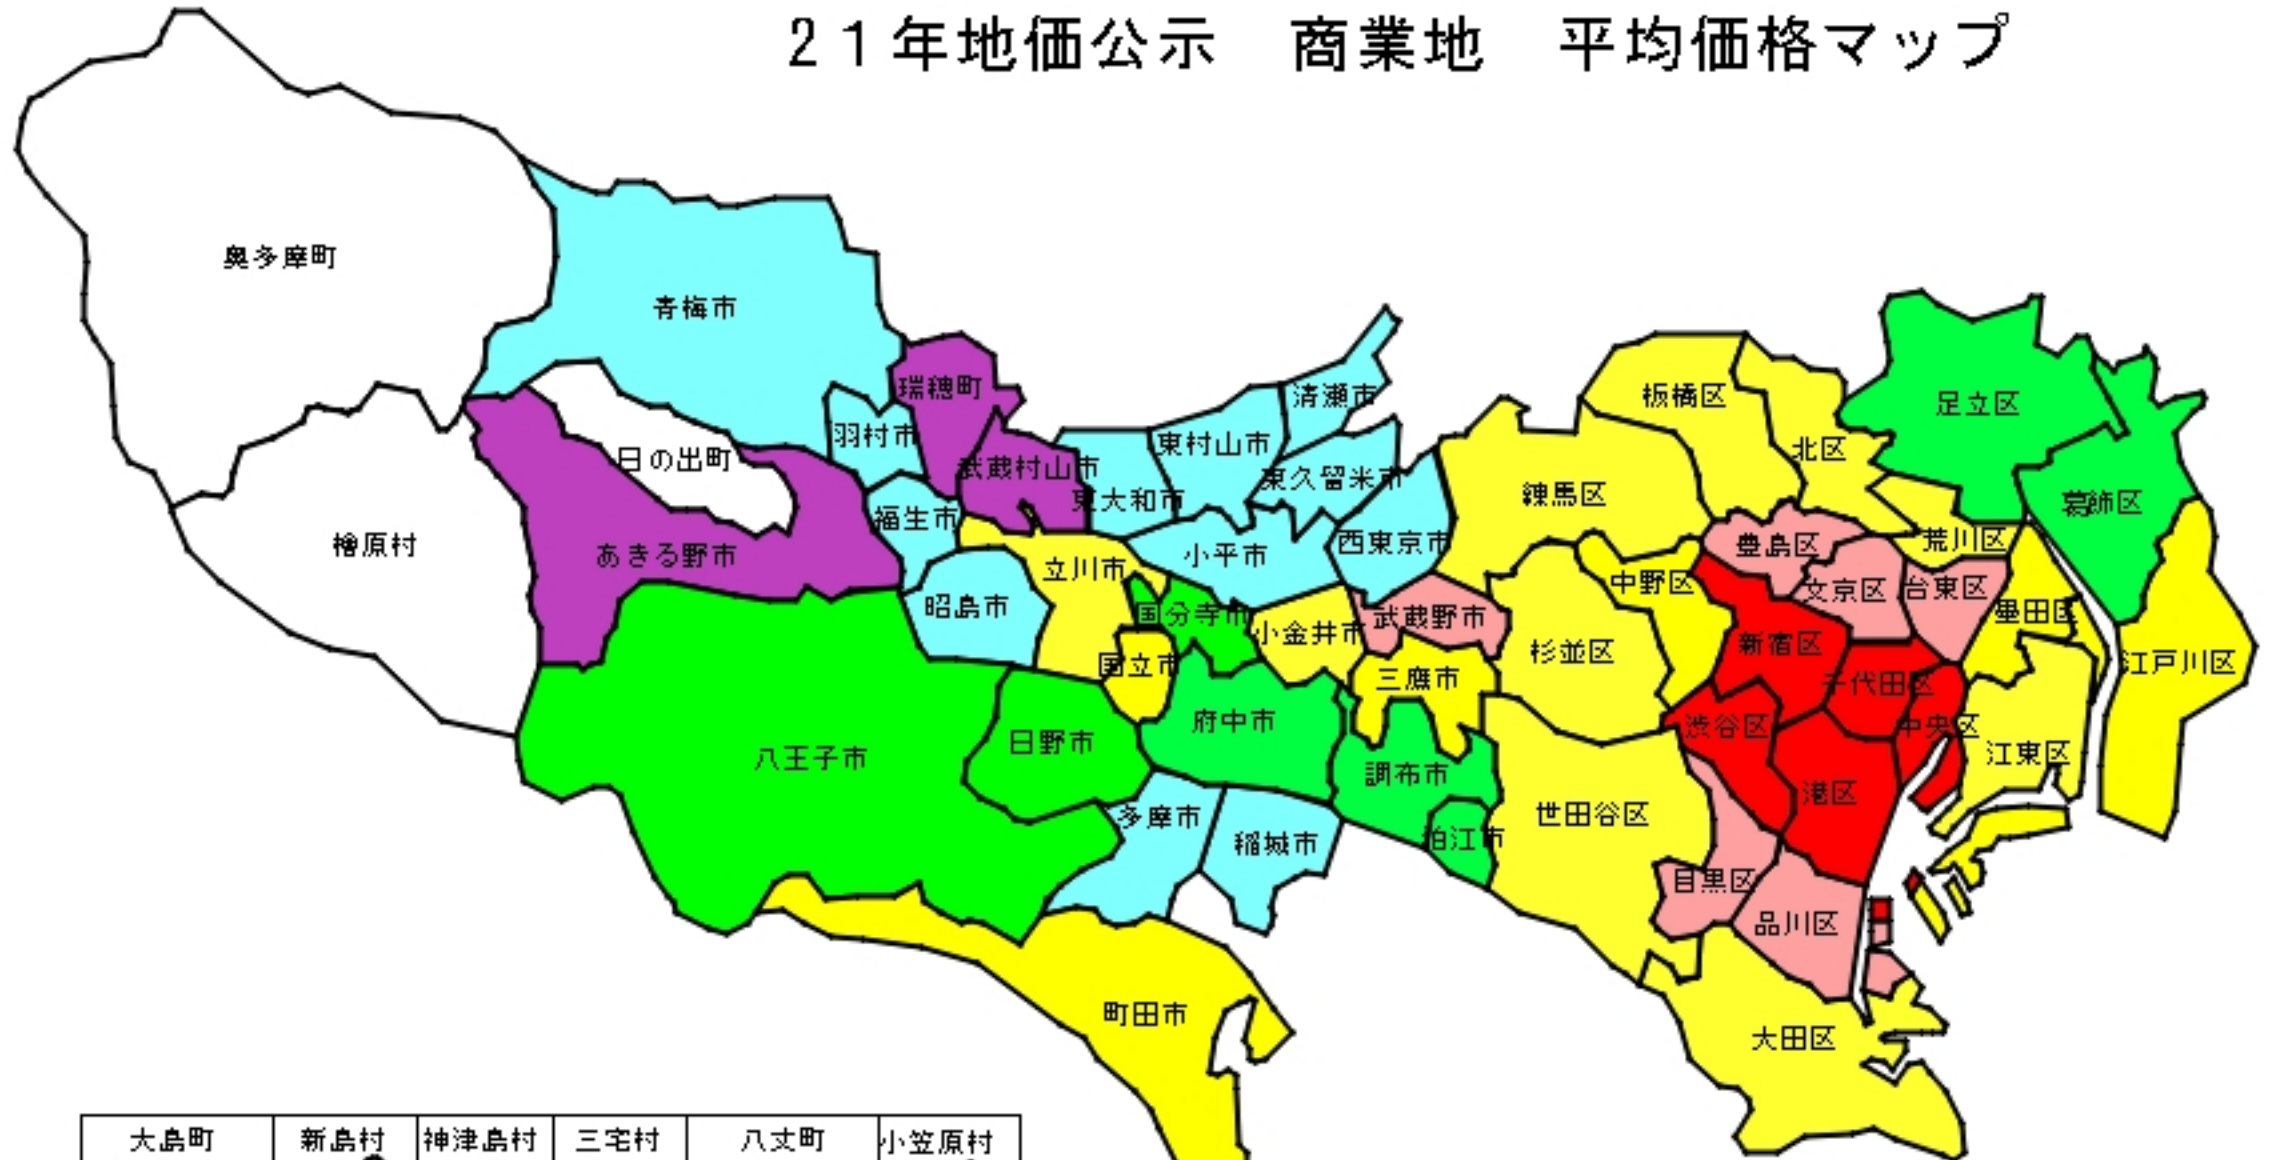 21年地価公示　商業地　平均価格マップ
奥多摩町
青梅市
瑞穂町
清瀬市
板橋区
足立区
羽村市
武蔵村山市
東村山市
東久留米市
北区
日の出町
東大和市
練馬区
葛飾区
檜原村
あきる野市
福生市
立川市
小平市
西東京市
豊島区
荒川区
昭島市
国分寺市
小金井市
武蔵野市
中野区
文京区
台東区
墨田区
国立市
三鷹市
杉並区
新宿区
千代田区
江戸川区
八王子市
日野市
府中市
調布市
渋谷区
中央区
江東区
多摩市
稲城市
狛江市
世田谷区
港区
目黒区
品川区
町田市
大田区
大島町
新島村
神津島村
三宅村
八丈町
小笠原村